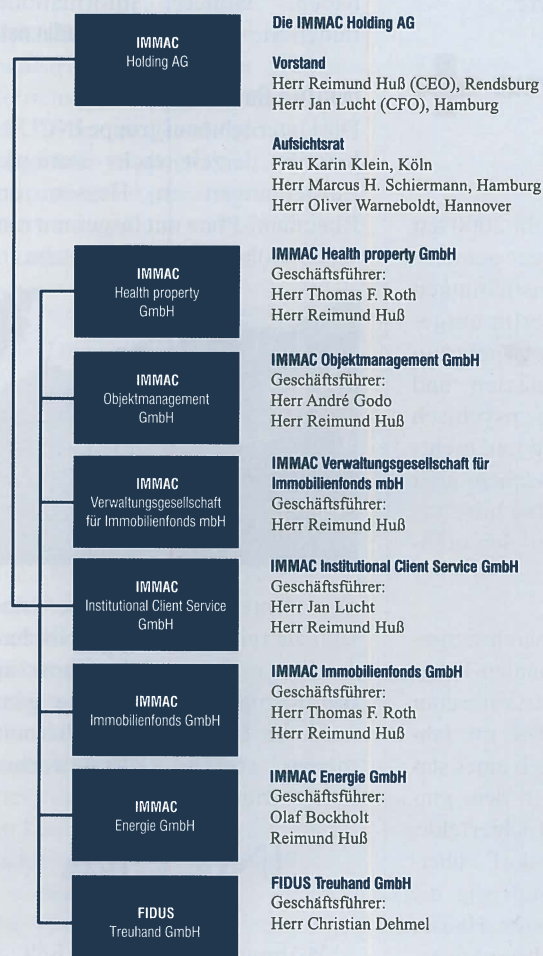 IMMAC
Holding AG
Die IMMAC Holding AG
Vorstand
Herr Reimund Huß (CEO), Rendsburg
Herr Jan Lucht (CFO), Hamburg
Aufsichtsrat
Frau Karin Klein, Köln
Herr Marcus H. Schiermann, Hamburg
Herr Oliver Warneboldt, Hannover
IMMAC
Health property
GmbH
IMMAC Health property GmbH
Geschäftsführer:
Herr Thomas F. Roth
Herr Reimund Huß
IMMAC
Objektmanagement
GmbH
IMMAC Objektmanagement GmbH
Geschäftsführer:
Herr André Godo
Herr Reimund Huß
IMMAC
Verwaltungsgesellschaft
für Immobilienfonds mbH
IMMAC Verwaltungsgesellschaft für
Immobilienfonds mbH
Geschäftsführer:
Herr Reimund Huß
IMMAC
Institutional Client Service
GmbH
IMMAC Institutional Client Service GmbH
Geschäftsführer:
Herr Jan Lucht
Herr Reimund Huß
IMMAC
Immobilienfonds GmbH
IMMAC Immobilienfonds GmbH
Geschäftsführer:
Herr Thomas F. Roth
Herr Reimund Huß
IMMAC
Energie GmbH
IMMAC Energie GmbH
Geschäftsführer:
Olaf Bockholt
Reimund Huß
FIDUS
Treuhand GmbH
FIDUS Treuhand GmbH
Geschäftsführer:
Herr Christian Dehmel